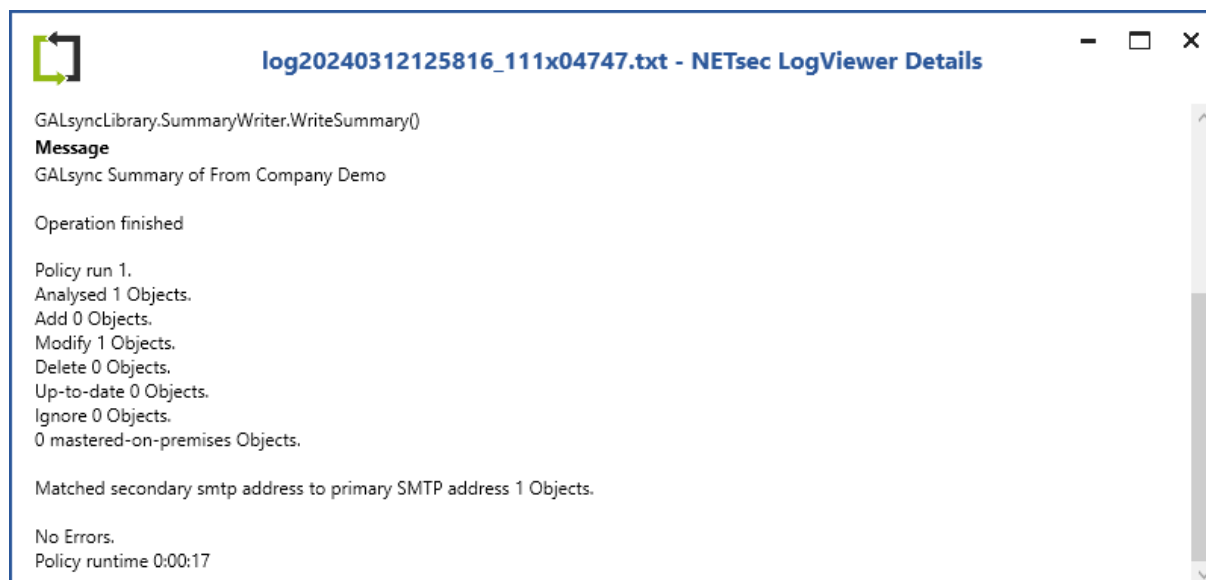 log20240312125816_111x04747.txt - NETsec LogViewer Details
GALsyncLibrary.SummaryWriter.WriteSummary()
Message
GALsync Summary of From Company Demo
Operation finished
Policy run 1.
Analysed 1 Objects.
Add 0 Objects.
Modify 1 Objects.
Delete 0 Objects.
Up-to-date 0 Objects.
Ignore 0 Objects.
0 mastered-on-premises Objects.
Matched secondary smtp address to primary SMTP address 1 Objects.
No Errors.
Policy runtime 0:00:17